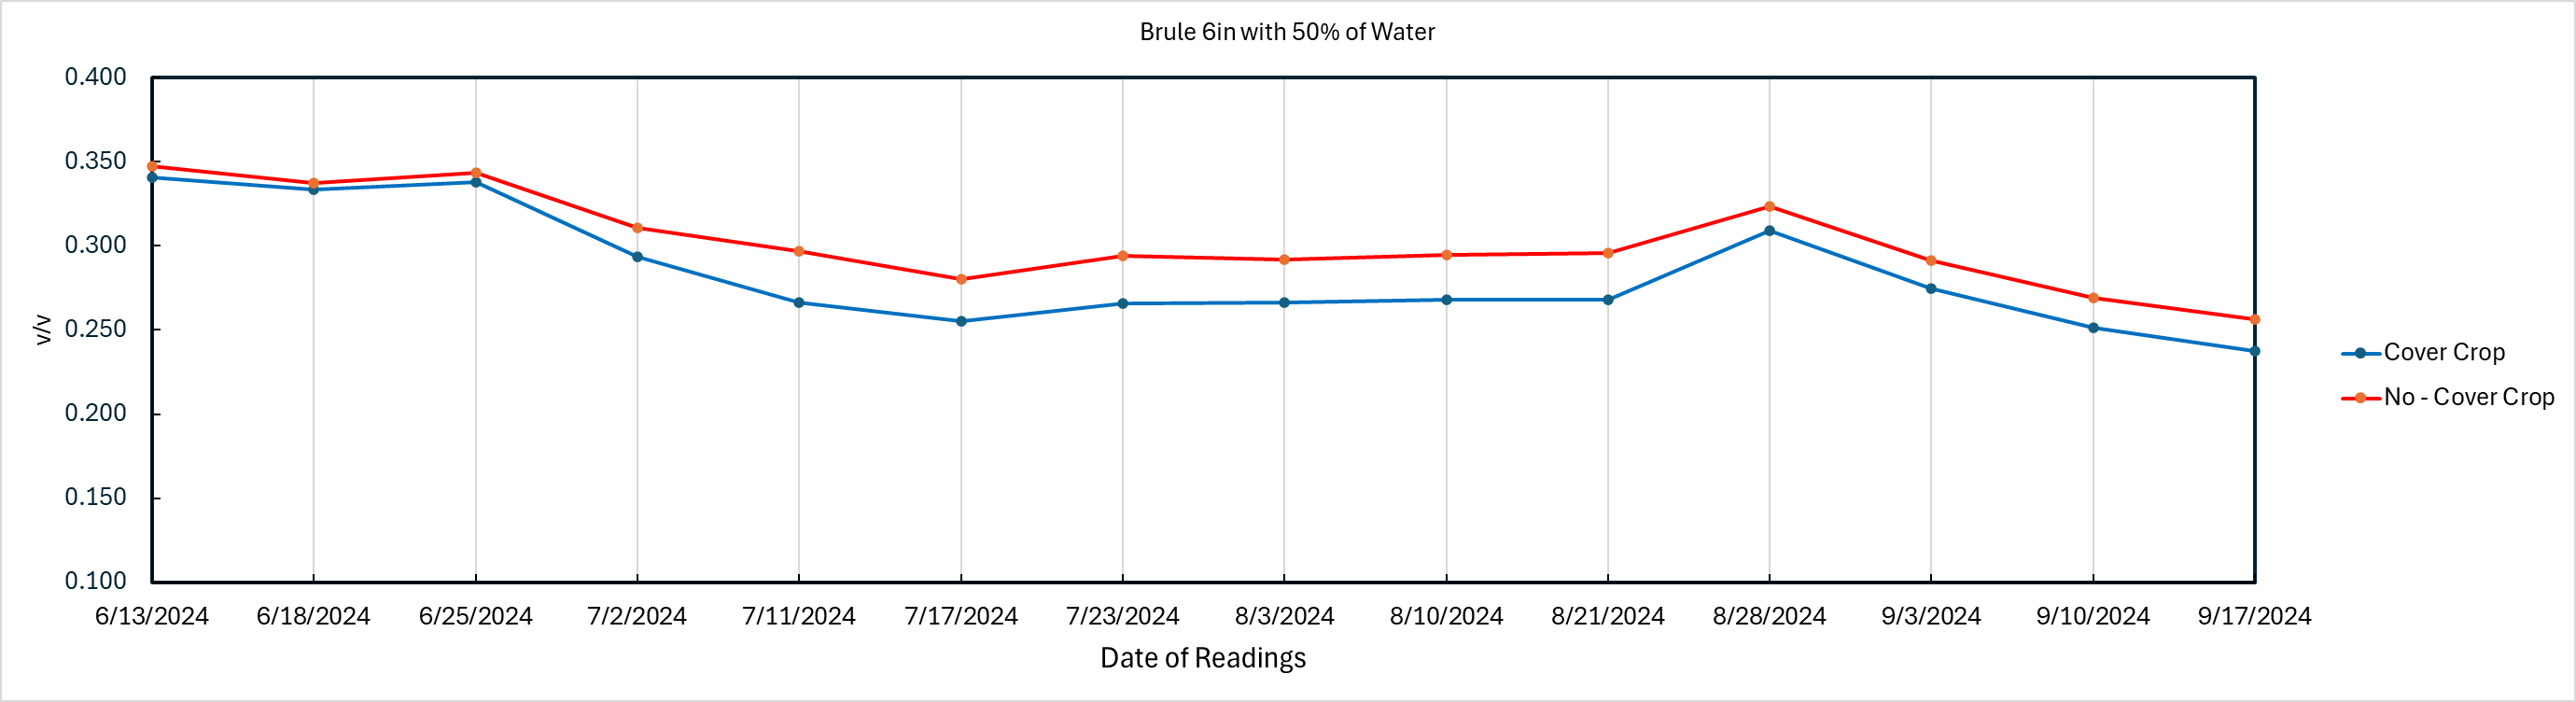 Brule 6in with 50% of Water
0.400
0.350
0.300
0.250
0.200
0.150
0.100
v/v
6/13/2024 6/18/2024 6/25/2024 7/2/2024 7/11/2024 7/17/2024 7/23/2024 8/3/2024 8/10/2024 8/21/2024 8/28/2024 9/3/2024 9/10/2024 9/17/2024
Date of Readings
Cover Crop
No - Cover Crop